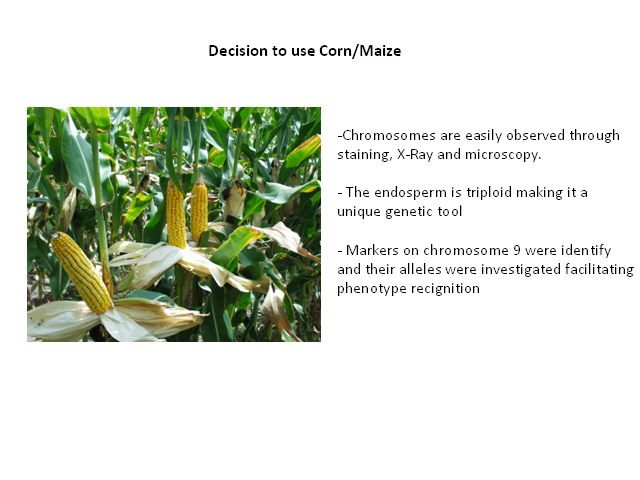 Decision to use Corn/Maize
-Chromosomes are easily observed through
staining, X-Ray and microscopy.
- The endosperm is triploid making it a
unique genetic tool
- Markers on chromosome 9 were identify
and their alleles were investigated facilitating
phenotype recignition